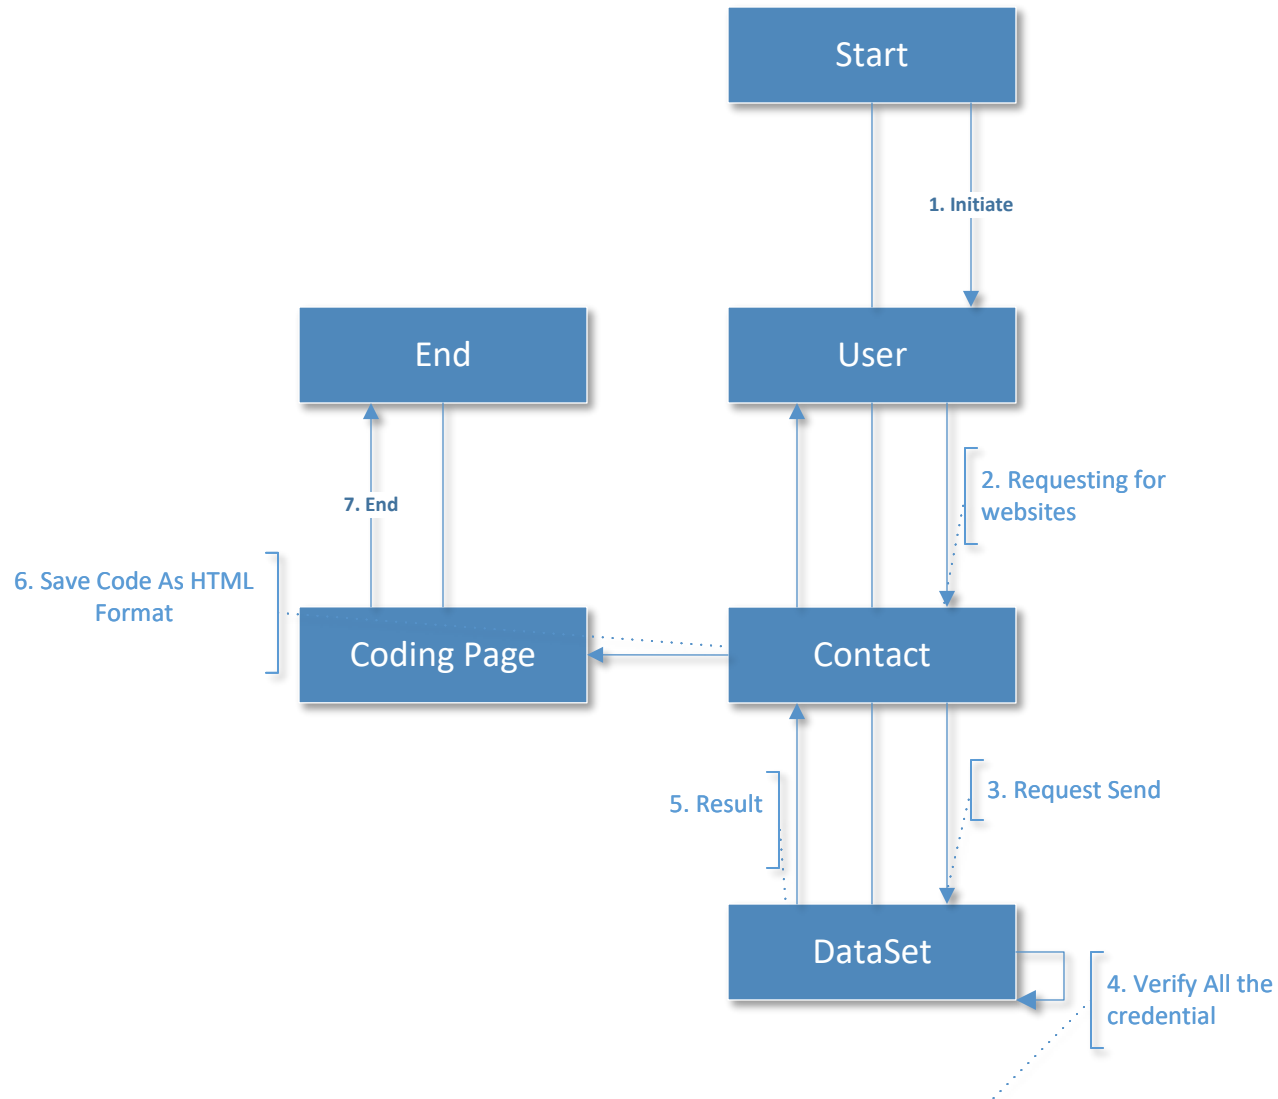 Start
1. Initiate
End
User
2. Requesting for
websites
7. End
6. Save Code As HTML
Format
Coding Page
Contact
5. Result
3. Request Send
DataSet
4. Verify All the
credential